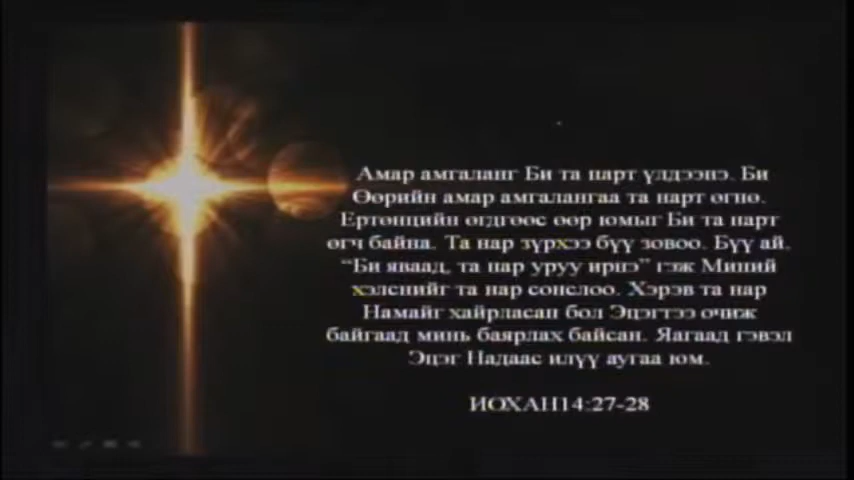 Амар амгаланг Би та нарт үлдээнэ. Би
Өөрийн амар амгалангаа та нарт өгнө.
Ертөнцийн өгдгөөс өөр юмыг Би та нарт
өгч байна. Та нар зүрхээ бүү зовоо. Бүү ай.
“Би яваад, та нар уруу ирнэ” гэж Миний
хэлснийг та нар сонслоо. Хэрэв та нар
Намайг хайрласан бол Эцэгтээ очиж
байгаад минь баярлах байсан. Яагаад гэвэл
Эцэг Надаас илүү аугаа юм.
ИОХАН14:27-28